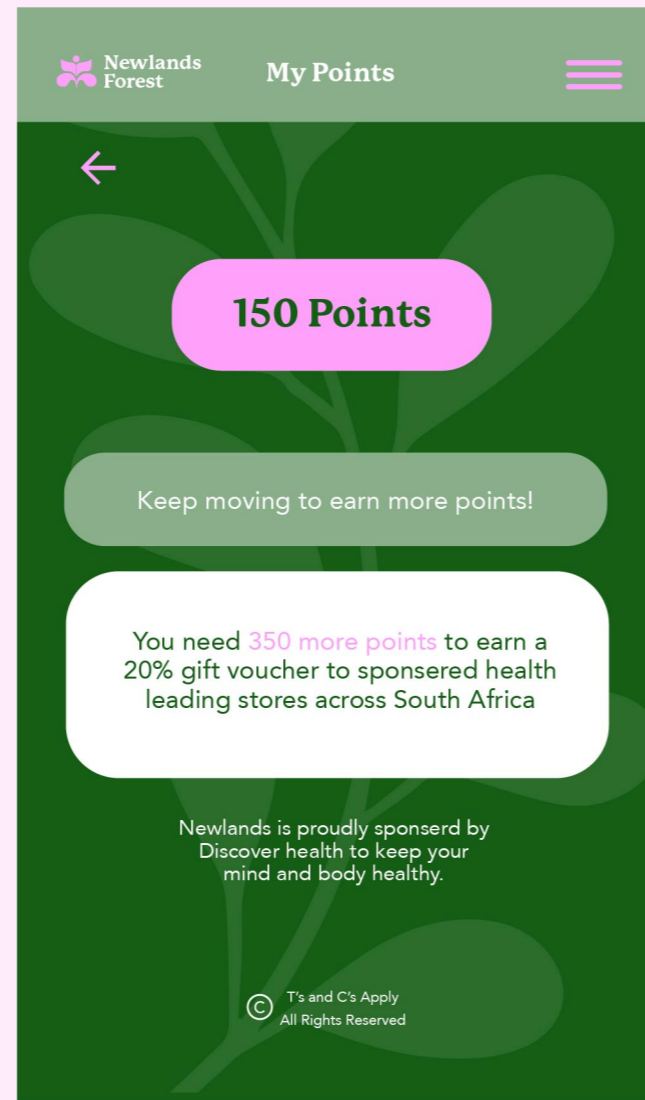 Newlands
Forest
My Points
150 Points
Keep moving to earn more points!
You need 350 more points to earn a
20% gift voucher to sponsered health
leading stores across South Africa
Newlands is proudly sponserd by
Discover health to keep your
mind and body healthy.
© T's and C's Apply
All Rights Reserved